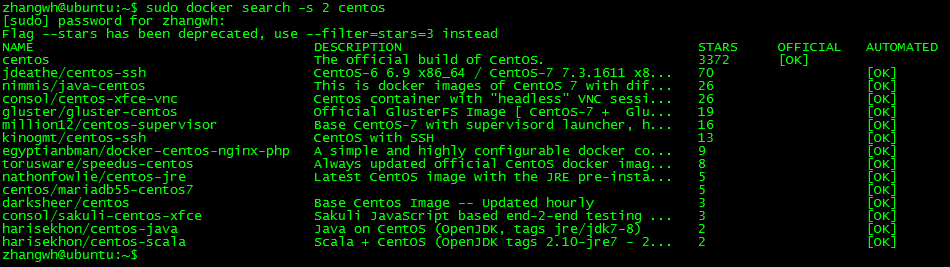 zhangwh@ubuntu:~$ sudo docker search -s 2 centos
[sudo] password for zhangwh:
Flag --stars has been deprecated, use --filter=stars=3 instead
NAME DESCRIPTION STARS OFFICIAL AUTOMATED
centos The official build of CentOS. 3372 [OK]
jdeathe/centos-ssh CentOS-6 6.9 x86_64 / CentOS-7 7.3.1611 x8... 70 [OK]
nimmis/java-centos This is docker images of CentOS 7 with dif... 26 [OK]
consol/centos-xfce-vnc Centos container with "headless" VNC sessi... 26 [OK]
gluster/gluster-centos Official GlusterFS Image [ CentOS-7 + Glu... 19 [OK]
million12/centos-supervisor Base CentOS-7 with supervisord launcher, h... 16 [OK]
kinogmt/centos-ssh CentOS with SSH 13 [OK]
egyptianbman/docker-centos-nginx-php A simple and highly configurable docker co... 9 [OK]
torusware/speedus-centos Always updated official CentOS docker imag... 8 [OK]
nathonfowlie/centos-jre Latest CentOS image with the JRE pre-insta... 5 [OK]
centos/mariadb55-centos7 5 [OK]
darksheer/centos Base Centos Image -- Updated hourly 3 [OK]
consol/sakuli-centos-xfce Sakuli JavaScript based end-2-end testing ... 3 [OK]
harisekhon/centos-java Java on CentOS (OpenJDK, tags jre/jdk7-8) 2 [OK]
harisekhon/centos-scala Scala + CentOS (OpenJDK tags 2.10-jre7 - 2... 2 [OK]
zhangwh@ubuntu:~$